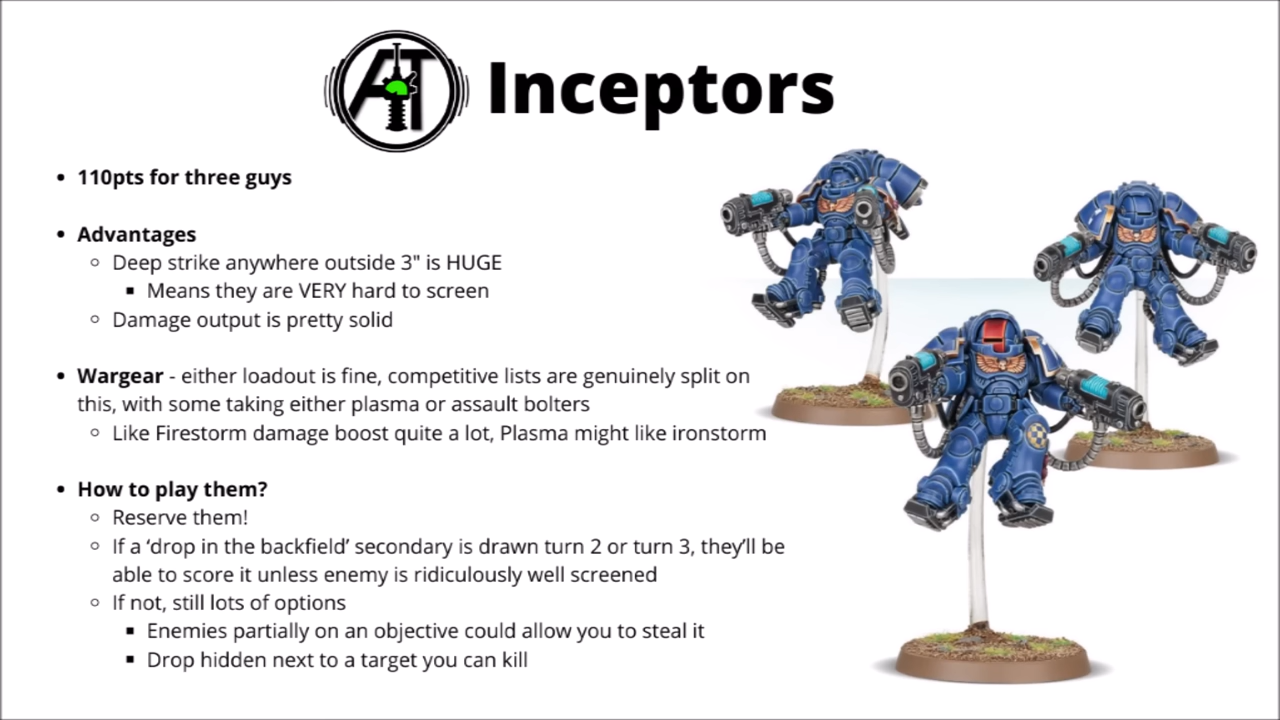 AT
Inceptors
• 110pts for three guys
• Advantages
○ Deep strike anywhere outside 3" is HUGE
▪ Means they are VERY hard to screen
○ Damage output is pretty solid
• Wargear - either loadout is fine, competitive lists are genuinely split on
this, with some taking either plasma or assault bolters
○ Like Firestorm damage boost quite a lot, Plasma might like ironstorm
• How to play them?
○ Reserve them!
○ If a ‘drop in the backfield’ secondary is drawn turn 2 or turn 3, they’ll be
able to score it unless enemy is ridiculously well screened
○ If not, still lots of options
▪ Enemies partially on an objective could allow you to steal it
▪ Drop hidden next to a target you can kill